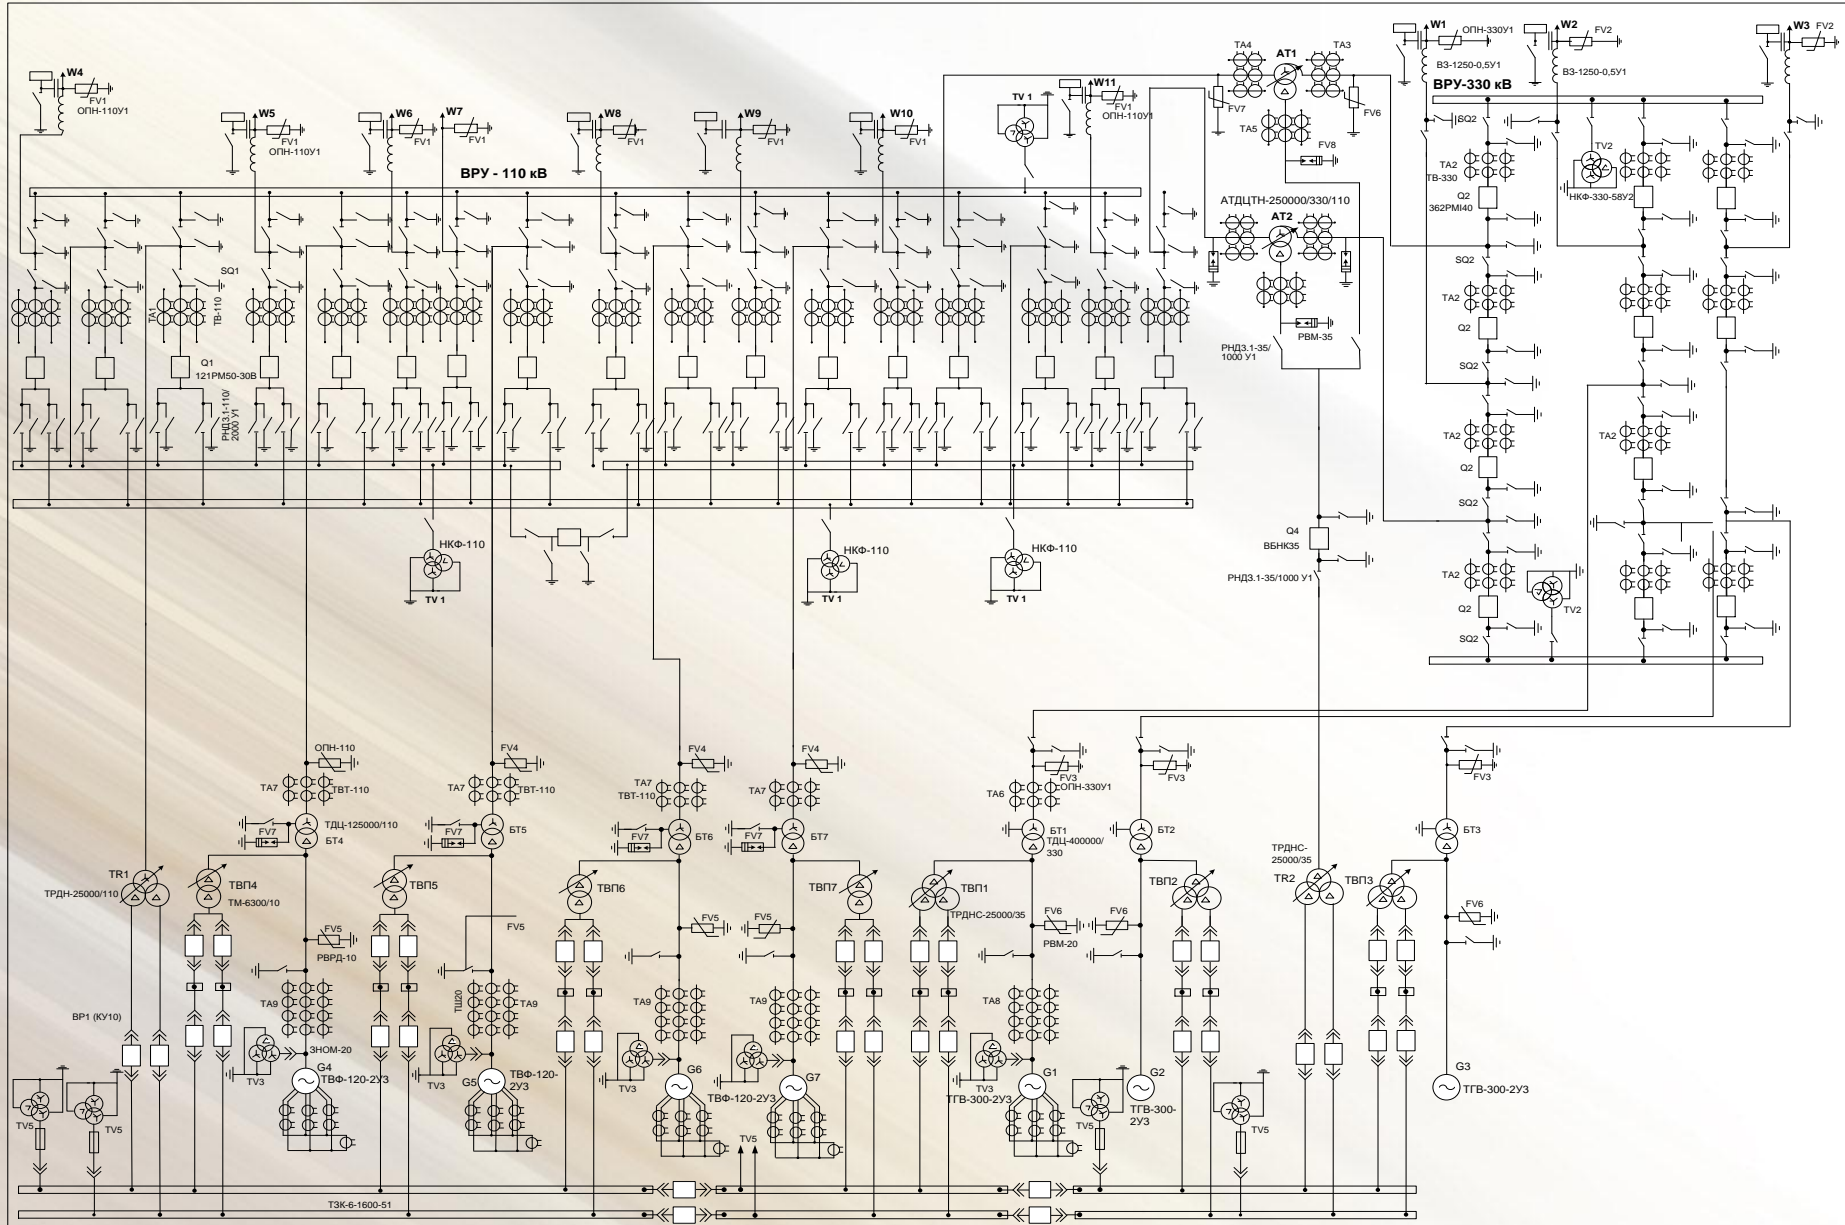 W4
FV1
ОПН-110У1
W5
FV1
ОПН-110У1
W6
FV1
W7
FV1
W8
FV1
W9
FV1
W10
FV1
ВРУ - 110 кВ
TV 1
W11
FV1
ОПН-110У1
TA4
АТ1
TA3
FV7
FV6
TA5
FV8
АТДЦТН-250000/330/110
АТ2
РВМ-35
РНДЗ.1-35/
1000 У1
W1
ОПН-330У1
ВЗ-1250-0,5У1
W2
FV2
ВЗ-1250-0,5У1
W3
FV2
ВРУ-330 кВ
SQ2
TA2
ТВ-330
Q2
362PMI40
TV2
НКФ-330-58У2
SQ2
TA2
Q2
SQ2
TA2
TA2
Q2
SQ2
TA2
Q2
SQ2
TV2
SQ1
TA1
ТВ-110
Q1
121PM50-30B
РНДЗ.1-110/
2000 У1
НКФ-110
TV 1
НКФ-110
TV 1
НКФ-110
TV 1
Q4
ВБНК35
РНДЗ.1-35/1000 У1
ОПН-110
TA7
ТВТ-110
FV7
ТДЦ-125000/110
БТ4
FV4
TA7
ТВТ-110
FV7
БТ5
FV4
TA7
ТВТ-110
FV7
БТ6
FV4
TA7
FV7
БТ7
FV3
ОПН-330У1
TA6
БТ1
ТДЦ-400000/
330
FV3
БТ2
FV3
БТ3
TR1
ТРДН-25000/110
ТВП4
ТМ-6300/10
ТВП5
ТВП6
ТВП7
ТВП1
ТРДНС-25000/35
ТВП2
ТРДНС-
25000/35
TR2
ТВП3
FV5
РВРД-10
FV5
FV5
FV5
FV6
РВМ-20
FV6
FV6
ВР1 (КУ10)
TA9
ТШ20
TA9
TA9
TA9
TA8
TV3
ЗНОМ-20
G4
ТВФ-120-2У3
TV3
G5
ТВФ-120-
2У3
TV3
G6
TV3
G7
ТВФ-120-2У3
TV3
G1
ТГВ-300-2У3
G2
ТГВ-300-
2У3
G3
ТГВ-300-2У3
TV5
TV5
TV5
TV5
TV5
ТЗК-6-1600-51